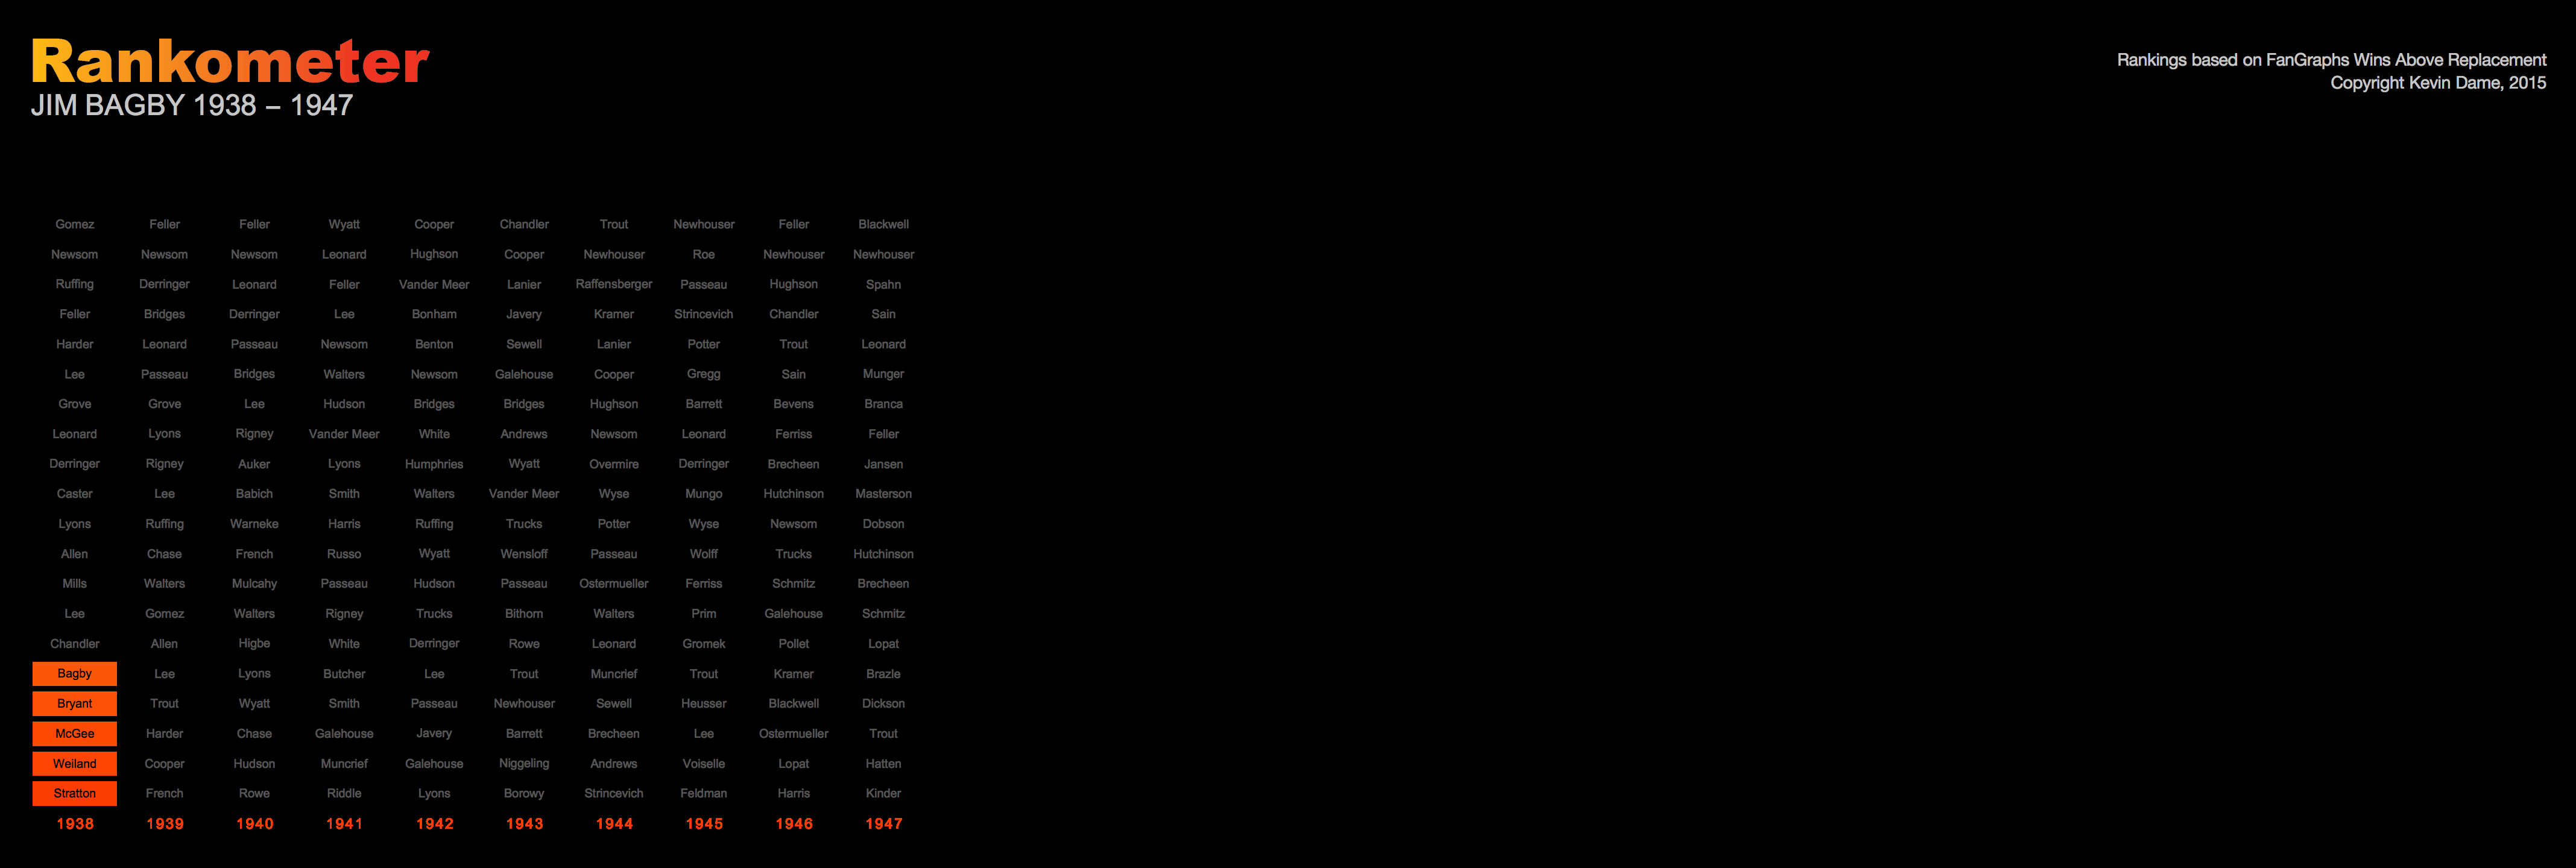 Rankometer
JIM BAGBY 1938 – 1947
Rankings based on FanGraphs Wins Above Replacement
Copyright Kevin Dame, 2015
Gomez Feller Feller Wyatt Cooper Chandler Trout Newhouser Feller Blackwell
Newsom Newsom Newsom Leonard Hughson Cooper Newhouser Roe Newhouser Newhouser
Ruffing Derringer Leonard Feller Vander Meer Lanier Raffensberger Passeau Hughson Spahn
Feller Bridges Derringer Lee Bonham Javery Kramer Strincevich Chandler Sain
Harder Leonard Passeau Newsom Benton Sewell Lanier Potter Trout Leonard
Lee Passeau Bridges Walters Newsom Galehouse Cooper Gregg Sain Munger
Grove Grove Lee Hudson Bridges Bridges Hughson Barrett Bevens Branca
Leonard Lyons Rigney Vander Meer White Andrews Newsom Leonard Ferriss Feller
Derringer Rigney Auker Lyons Humphries Wyatt Overmire Derringer Brecheen Jansen
Caster Lee Babich Smith Walters Vander Meer Wyse Mungo Hutchinson Masterson
Lyons Ruffing Warneke Harris Ruffing Trucks Potter Wyse Newsom Dobson
Allen Chase French Russo Wyatt Wensloff Passeau Wolff Trucks Hutchinson
Mills Walters Mulcahy Passeau Hudson Passeau Ostermueller Ferriss Schmitz Brecheen
Lee Gomez Walters Rigney Trucks Bithorn Walters Prim Galehouse Schmitz
Chandler Allen Higbe White Derringer Rowe Leonard Gromek Pollet Lopat
Bagby Lee Lyons Butcher Lee Trout Muncrief Trout Kramer Brazle
Bryant Trout Wyatt Smith Passeau Newhouser Sewell Heusser Blackwell Dickson
McGee Harder Chase Galehouse Javery Barrett Brecheen Lee Ostermueller Trout
Weiland Cooper Hudson Muncrief Galehouse Niggeling Andrews Voiselle Lopat Hatten
Stratton French Rowe Riddle Lyons Borowy Strincevich Feldman Harris Kinder
1938 1939 1940 1941 1942 1943 1944 1945 1946 1947